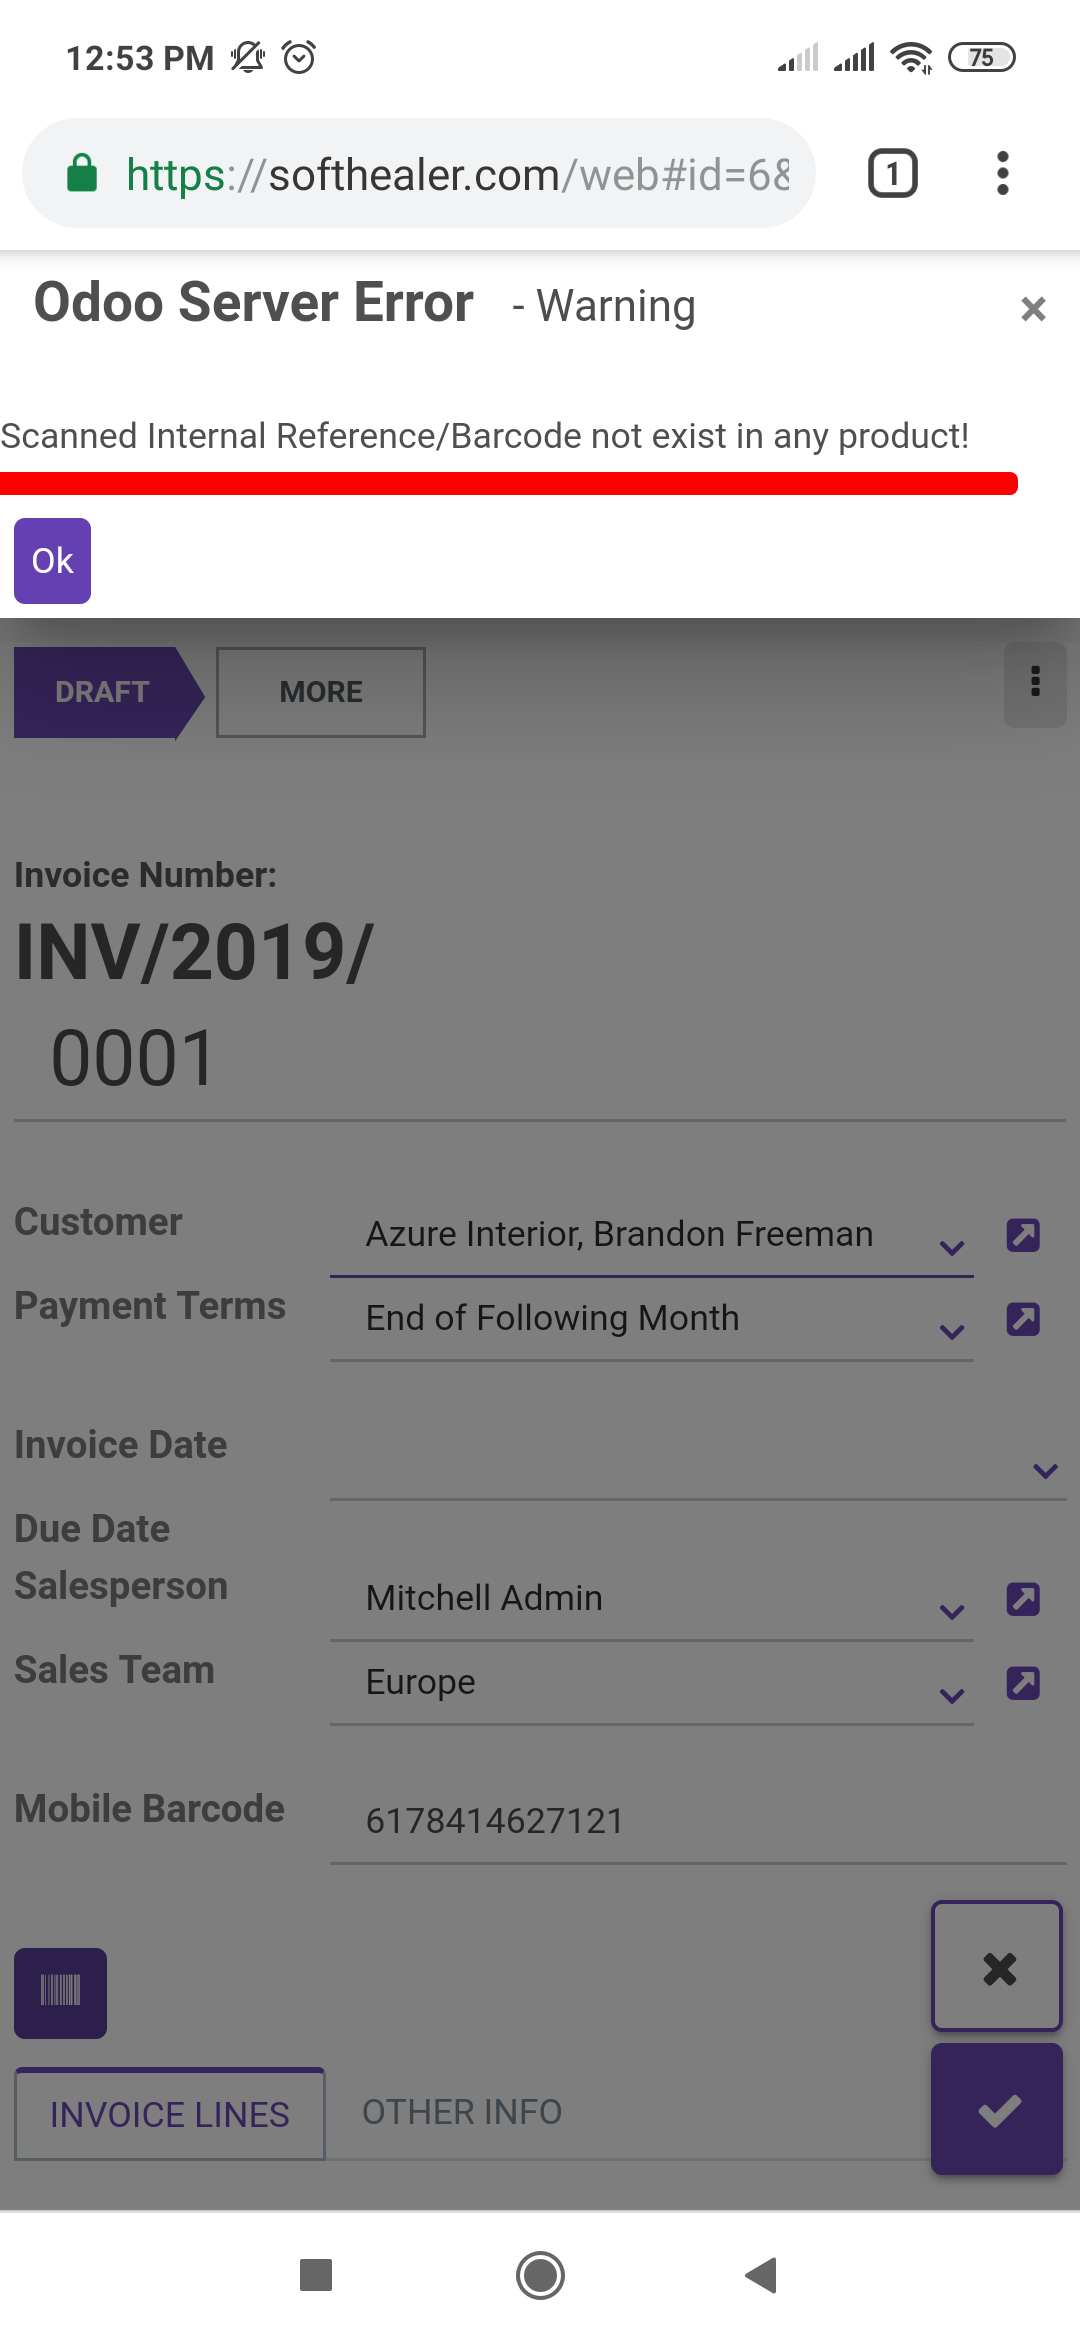 12:53 PM 75
https://softhealer.com/web#id=6&
1
Odoo Server Error - Warning ×
Scanned Internal Reference/Barcode not exist in any product!
Ok
DRAFT MORE
Invoice Number:
INV/2019/
0001
Customer Azure Interior, Brandon Freeman
Payment Terms End of Following Month
Invoice Date
Due Date
Salesperson Mitchell Admin
Sales Team Europe
Mobile Barcode 6178414627121
INVOICE LINES OTHER INFO